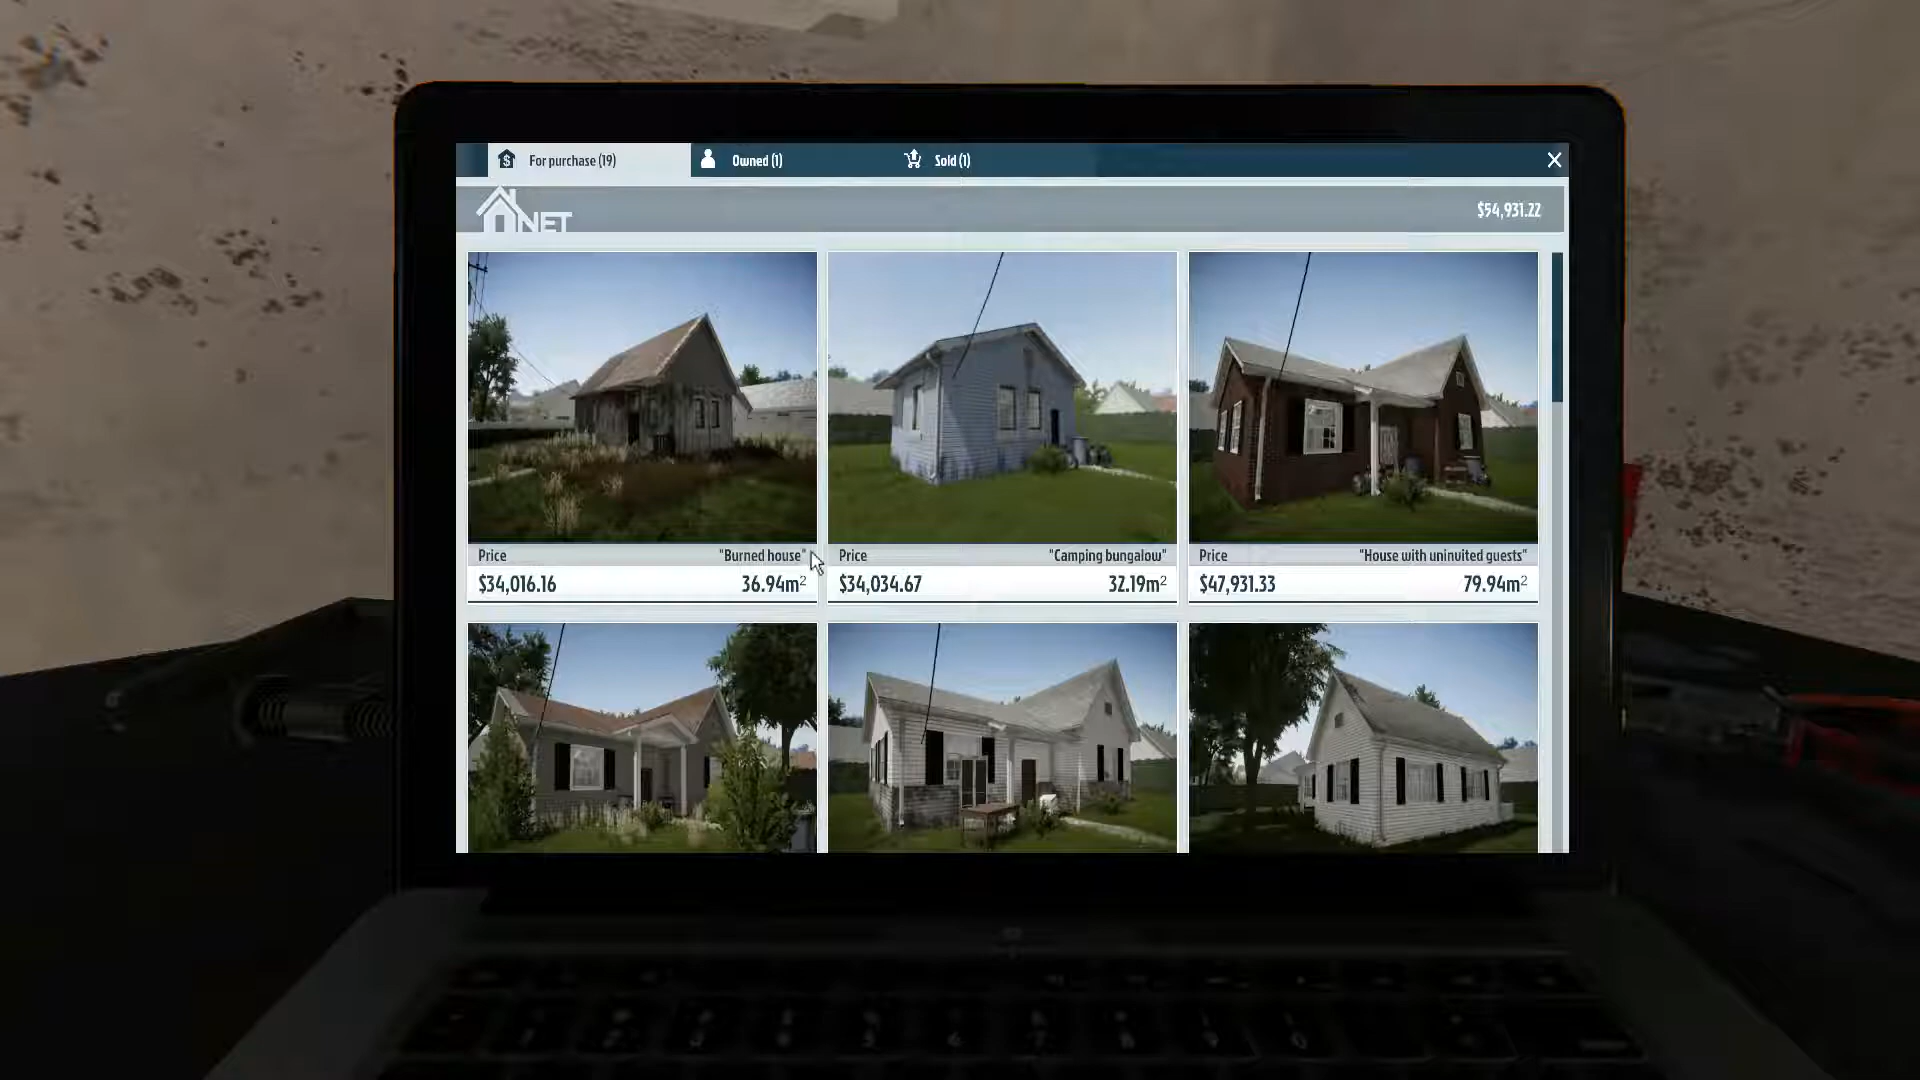 For purchase (19)
Owned (1)
Sold (1)
NET
$54,931.22
Price "Burned house"
$34,016.16 36.94m²
Price "Camping bungalow"
$34,034.67 32.19m²
Price "House with uninvited guests"
$47,931.33 79.94m²